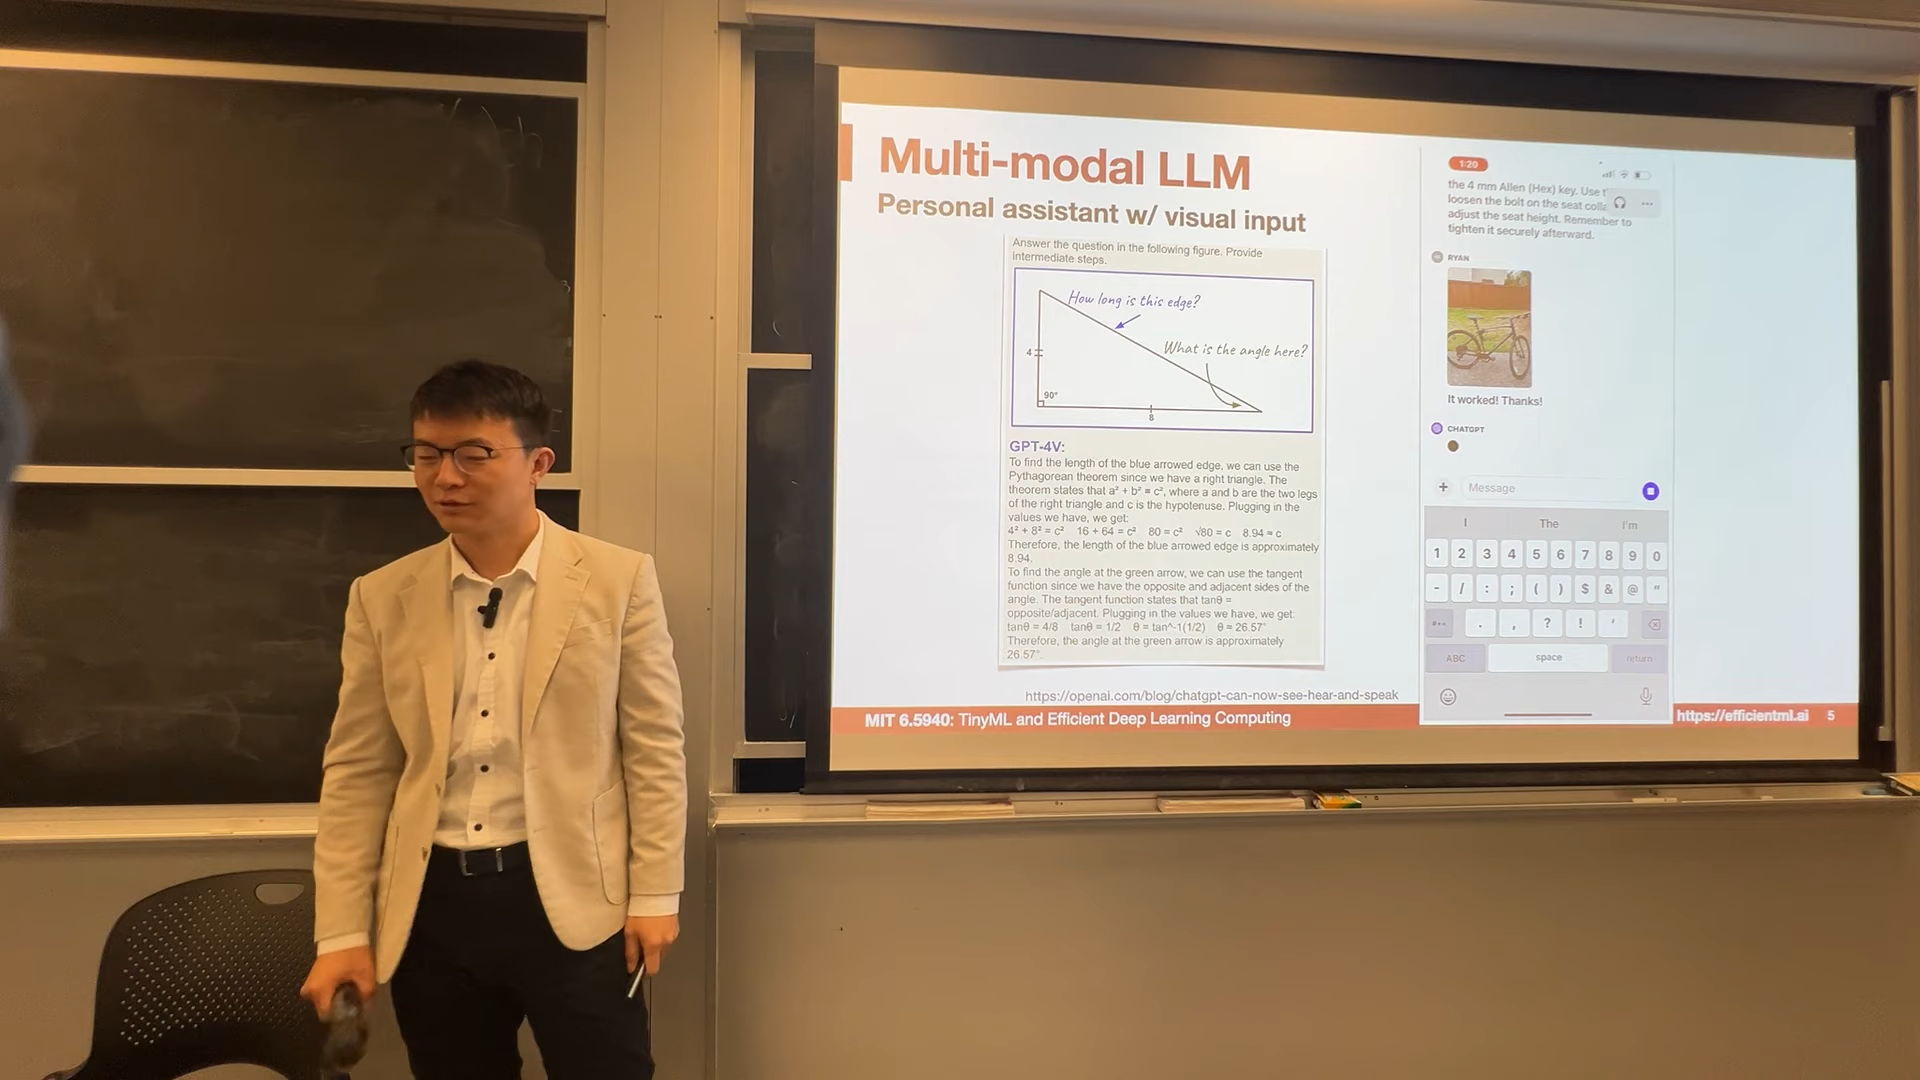 Multi-modal LLM
Personal assistant w/ visual input
Answer the question in the following figure. Provide
intermediate steps.
How long is this edge?
What is the angle here?
4
90°
8
GPT-4V:
To find the length of the blue arrowed edge, we can use the
Pythagorean theorem since we have a right triangle. The
theorem states that a² + b² = c², where a and b are the two legs
of the right triangle and c is the hypotenuse. Plugging in the
values we have, we get:
4² + 8² = c² 16 + 64 = c² 80 = c² √80 = c 8.94 ≈ c
Therefore, the length of the blue arrowed edge is approximately
8.94.
To find the angle at the green arrow, we can use the tangent
function since we have the opposite and adjacent sides of the
angle. The tangent function states that tanθ =
opposite/adjacent. Plugging in the values we have, we get:
tanθ = 4/8 tanθ = 1/2 θ = tan^-1(1/2) θ ≈ 26.57°
Therefore, the angle at the green arrow is approximately
26.57°.
https://openai.com/blog/chatgpt-can-now-see-hear-and-speak
1:20
the 4 mm Allen (Hex) key. Use
loosen the bolt on the seat
adjust the seat height. Remember to
tighten it securely afterward.
RYAN
It worked! Thanks!
CHATGPT
+ Message
I The I'm
1 2 3 4 5 6 7 8 9 0
- / : ; ( ) $ & @ "
#+= . , ? ! '
ABC space return
MIT 6.5940: TinyML and Efficient Deep Learning Computing
https://efficientml.ai 5